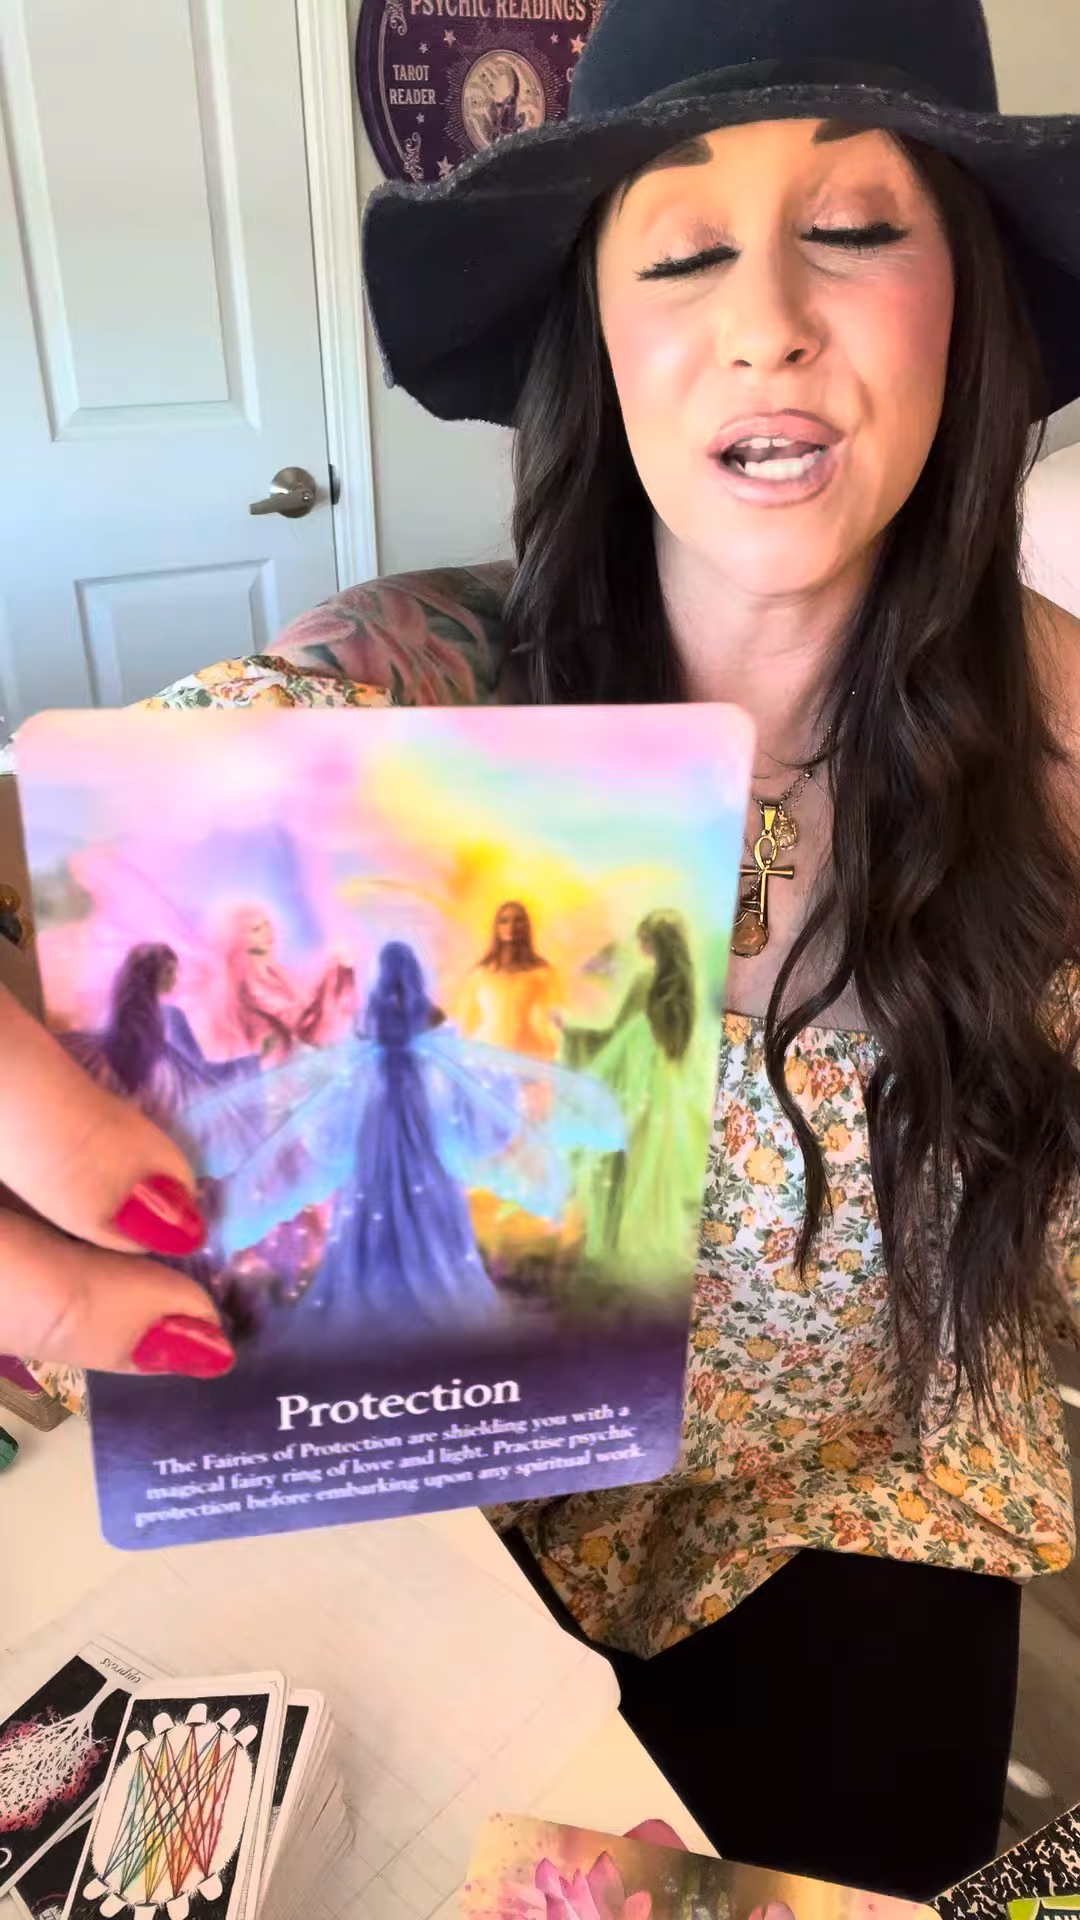 PSYCHIC READINGS
TAROT
READER
Protection
The Fairies of Protection are shielding you with a
magical fairy ring of love and light. Practise psychic
protection before embarking upon any spiritual work.
cypress